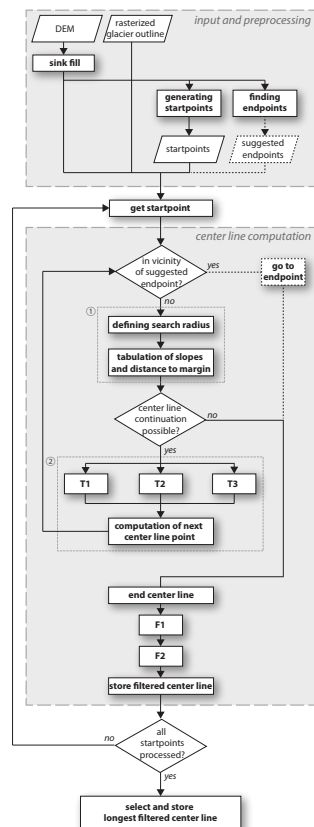 input and preprocessing
DEM
rasterized
glacier outline
sink fill
generating
startpoints
finding
endpoints
startpoints
suggested
endpoints
get startpoint
center line computation
in vicinity
of suggested
endpoint?
yes
go to
endpoint
no
①
defining search radius
tabulation of slopes
and distance to margin
center line
continuation
possible?
no
yes
②
T1
T2
T3
computation of next
center line point
end center line
F1
F2
store filtered center line
all
startpoints
processed?
no
yes
select and store
longest filtered center line